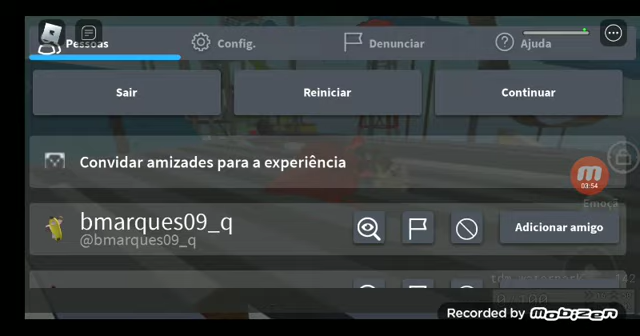 Pessoas
Config.
Denunciar
Ajuda
Sair
Reiniciar
Continuar
Convidar amizades para a experiência
03:54
bmarques09_q
@bmarques09_q
Adicionar amigo
Recorded by Mobizen